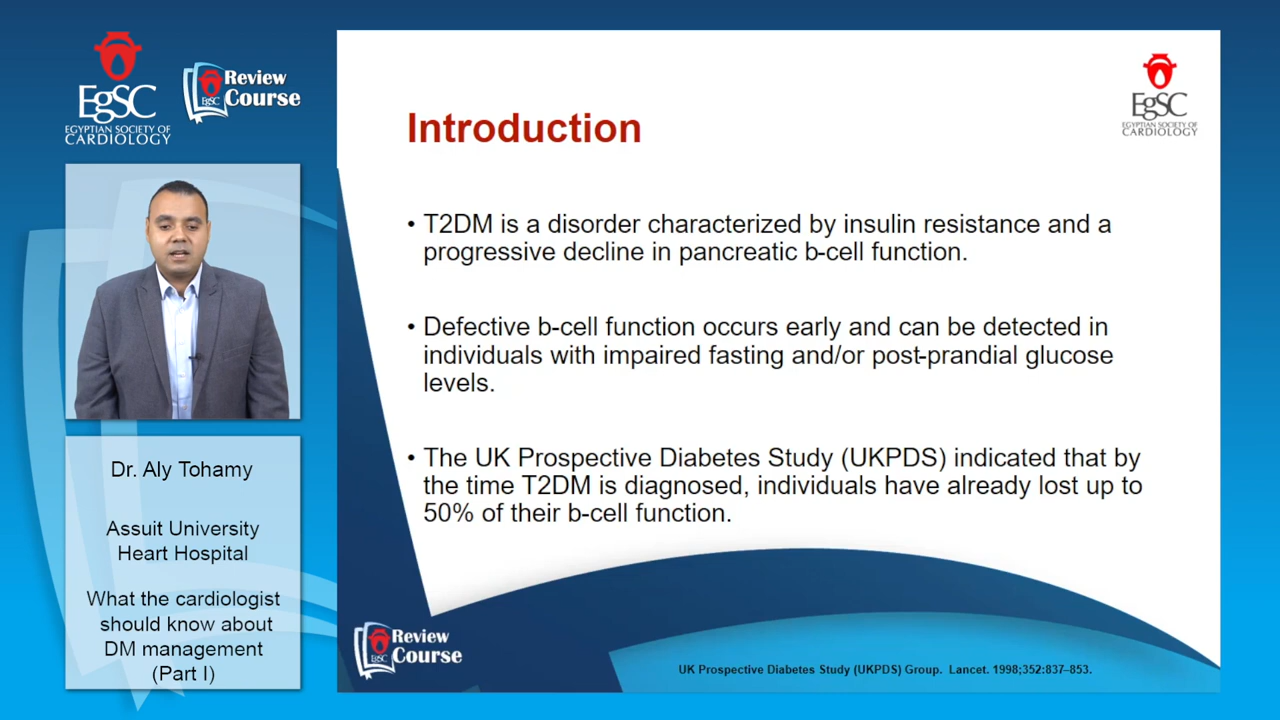 EgSC
EGYPTIAN SOCIETY OF
CARDIOLOGY
Review
Course
EgSC
Dr. Aly Tohamy
Assuit University
Heart Hospital
What the cardiologist
should know about
DM management
(Part I)
EgSC
EGYPTIAN SOCIETY OF
CARDIOLOGY
Introduction
• T2DM is a disorder characterized by insulin resistance and a
progressive decline in pancreatic b-cell function.
• Defective b-cell function occurs early and can be detected in
individuals with impaired fasting and/or post-prandial glucose
levels.
• The UK Prospective Diabetes Study (UKPDS) indicated that by
the time T2DM is diagnosed, individuals have already lost up to
50% of their b-cell function.
Review
Course
EgSC
UK Prospective Diabetes Study (UKPDS) Group. Lancet. 1998;352:837–853.